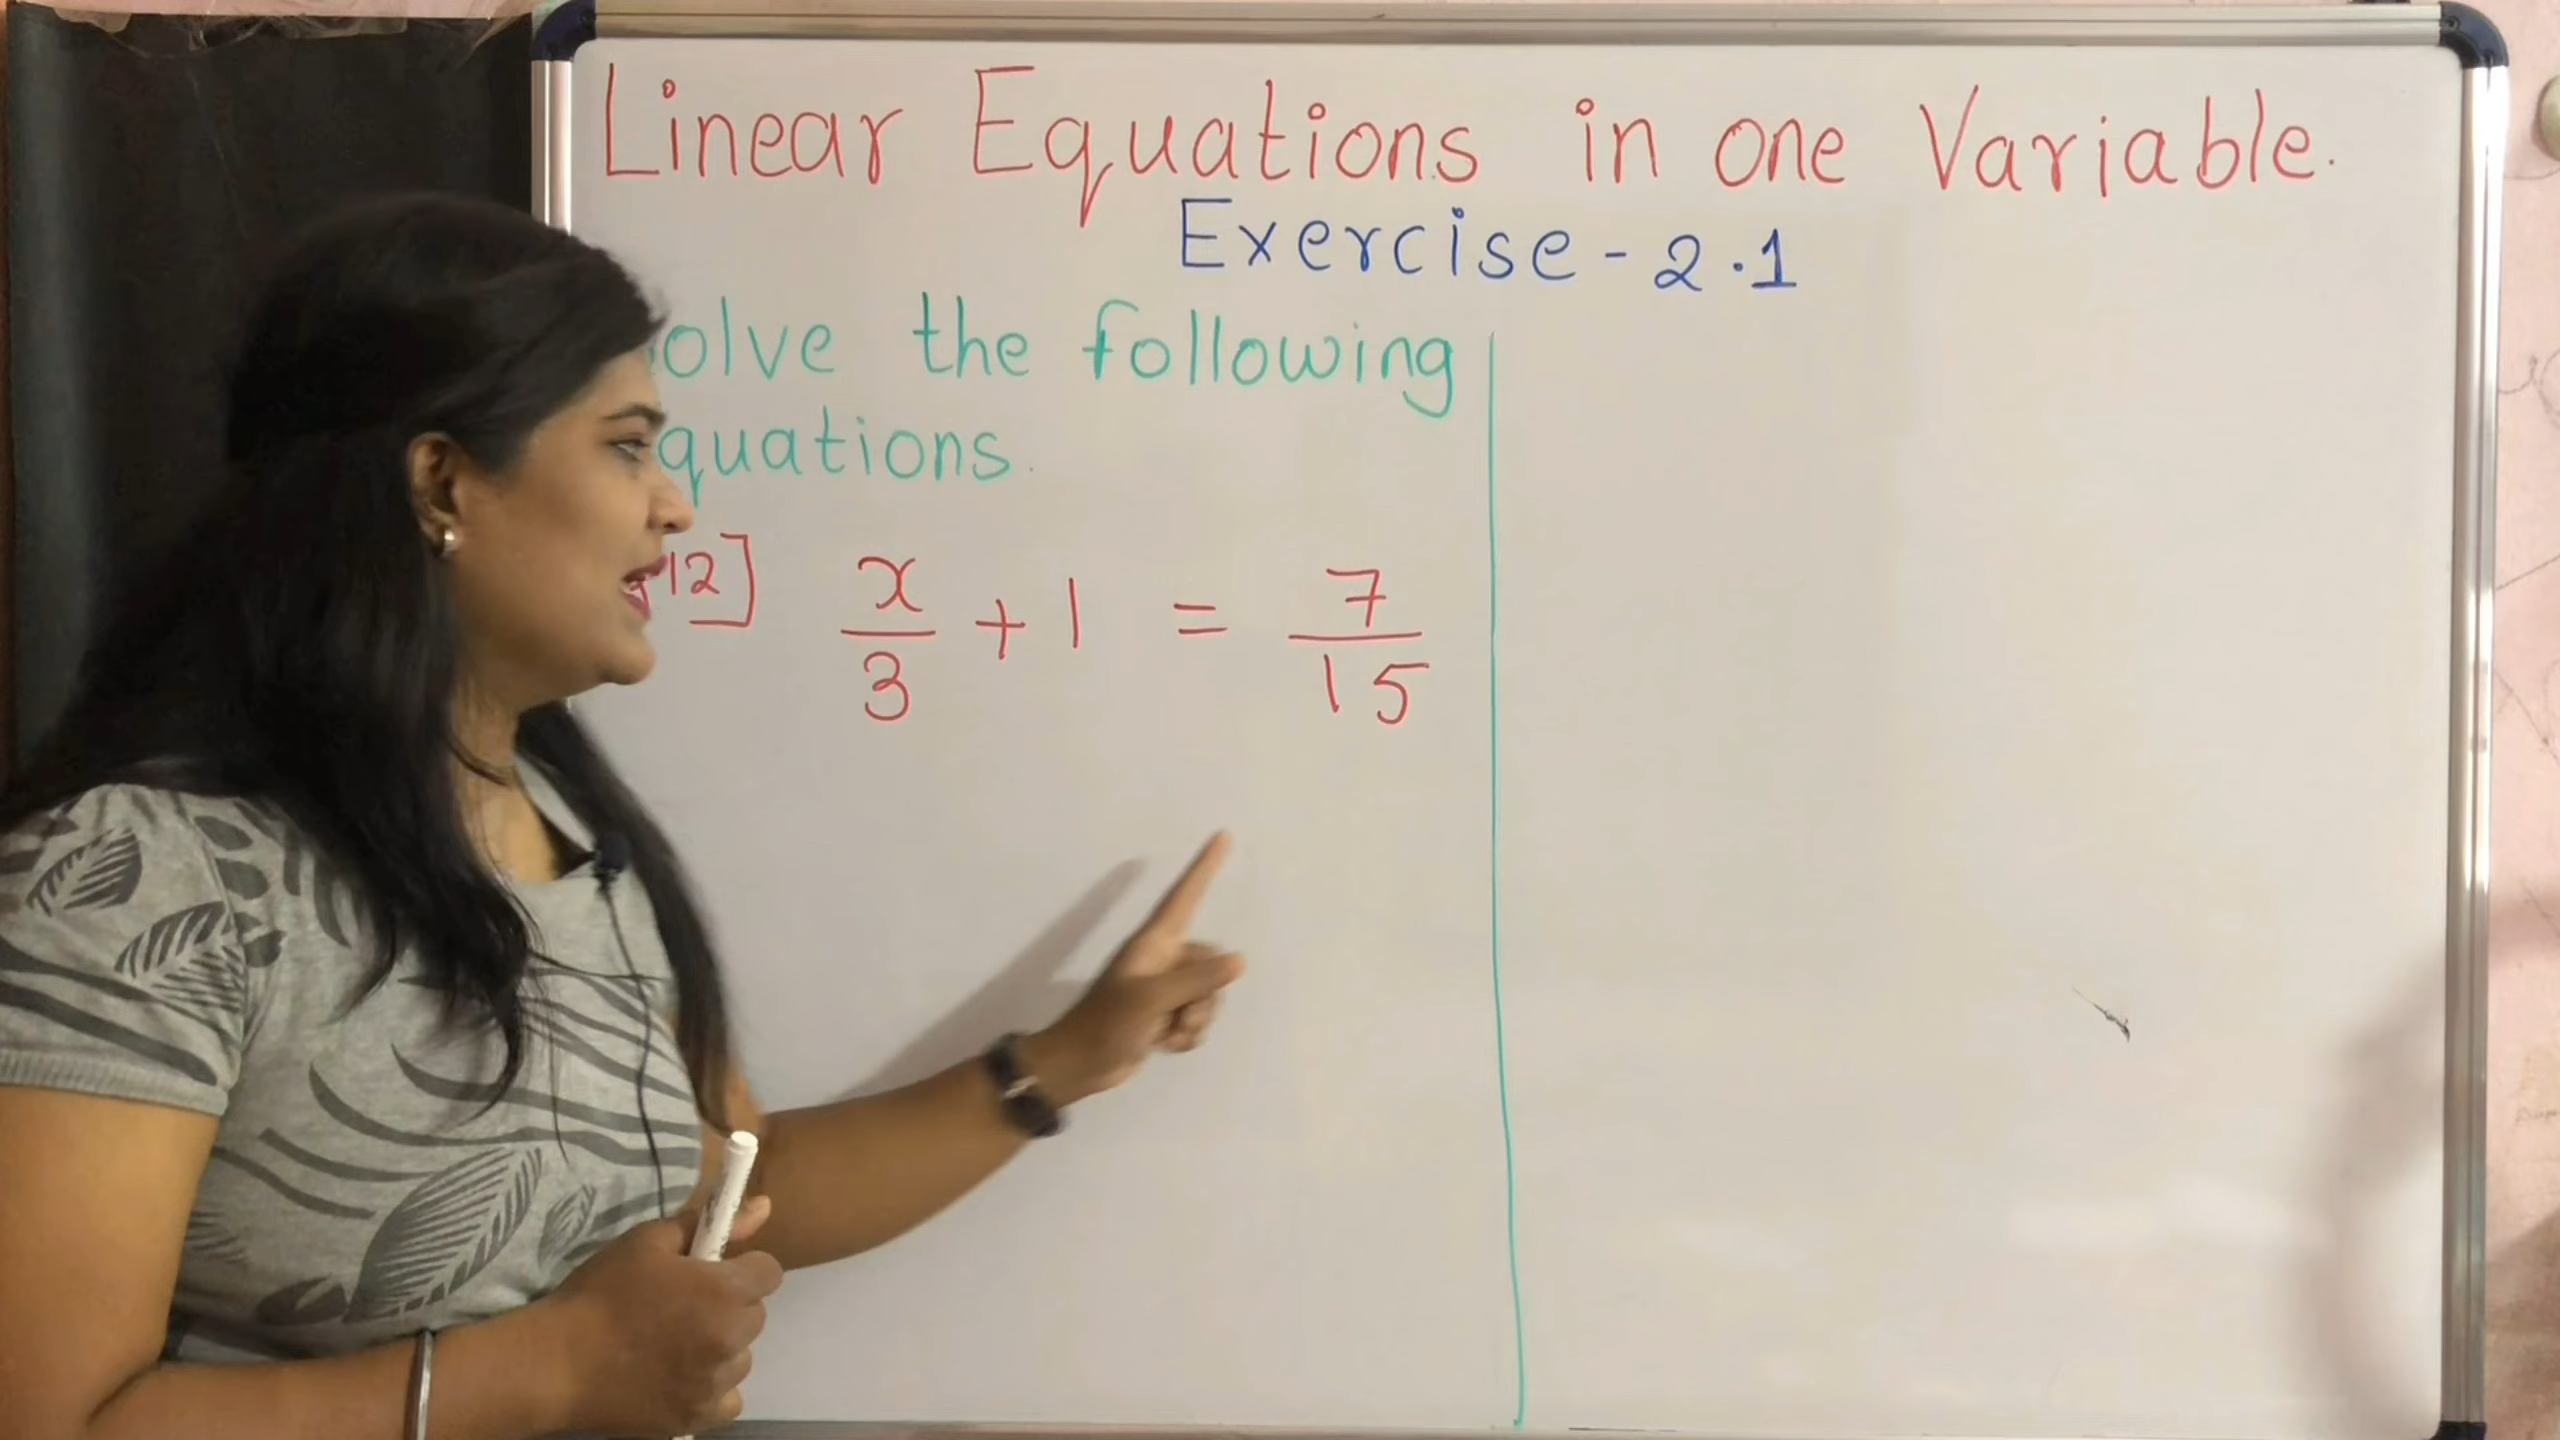 Linear Equations in one Variable.
Exercise - 2.1
olve the following
quations.
12] x/3 + 1 = 7/15